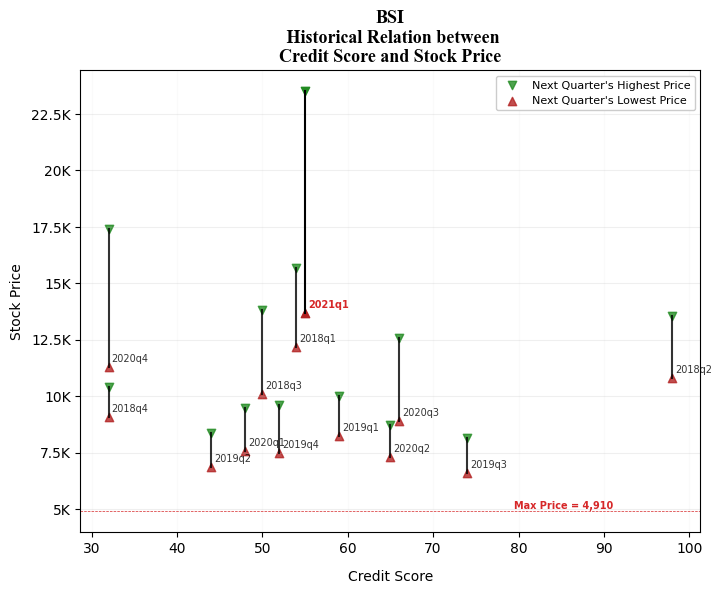 BSI
Historical Relation between
Credit Score and Stock Price
Next Quarter's Highest Price
Next Quarter's Lowest Price
22.5K
20K
17.5K
15K
12.5K
10K
7.5K
5K
Stock Price
2021q1
2018q1
2020q4
2018q2
2018q3
2018q4
2020q3
2019q1
2020q1
2019q4
2020q2
2019q2
2019q3
Max Price = 4,910
30 40 50 60 70 80 90 100
Credit Score